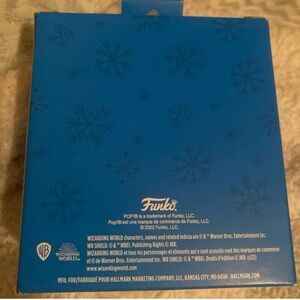 Funko
POP! is a trademark of Funko, LLC.
Pop! est une marque de commerce de Funko, LLC.
© 2022 Funko, LLC.
WIZARDING WORLD characters, names and related indicia are © & ™ Warner Bros. Entertainment Inc.
WB SHIELD: © & ™ WBEI. Publishing Rights © JKR.
WIZARDING WORLD et tous les personnages et éléments qui y sont associés sont des marques de commerce
et © de Warner Bros. Entertainment Inc. WB SHIELD: © & ™ WBEI. Droits d'édition © JKR. (s22)
www.wizardingworld.com
WB
WIZARDING
WORLD
MFD. FOR/FABRIQUÉ POUR HALLMARK MARKETING COMPANY, LLC, KANSAS CITY, MO 64141 HALLMARK.COM